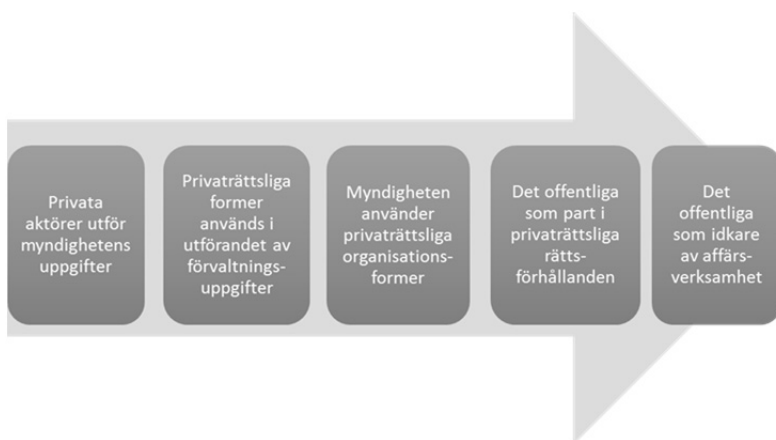 Privata
aktörer utför
myndighetens
uppgifter
Privaträttsliga
former
används i
utförandet av
förvaltnings-
uppgifter
Myndigheten
använder
privaträttsliga
organisations-
former
Det offentliga
som part i
privaträttsliga
rätts-
förhållanden
Det
offentliga
som idkare
av affärs-
verksamhet